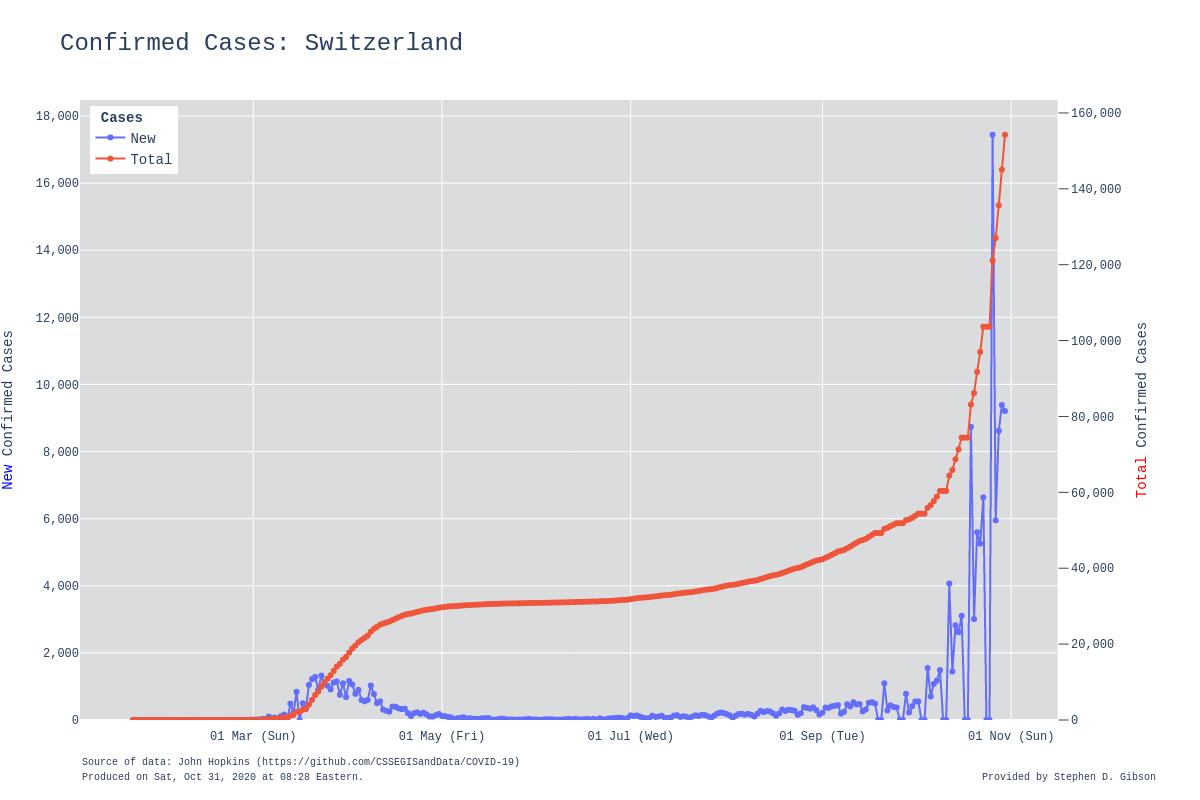 Confirmed Cases: Switzerland
Cases
New
Total
18,000
16,000
14,000
12,000
10,000
8,000
6,000
4,000
2,000
0
New Confirmed Cases
160,000
140,000
120,000
100,000
80,000
60,000
40,000
20,000
0
Total Confirmed Cases
01 Mar (Sun)
01 May (Fri)
01 Jul (Wed)
01 Sep (Tue)
01 Nov (Sun)
Source of data: John Hopkins (https://github.com/CSSEGISandData/COVID-19)
Produced on Sat, Oct 31, 2020 at 08:28 Eastern.
Provided by Stephen D. Gibson